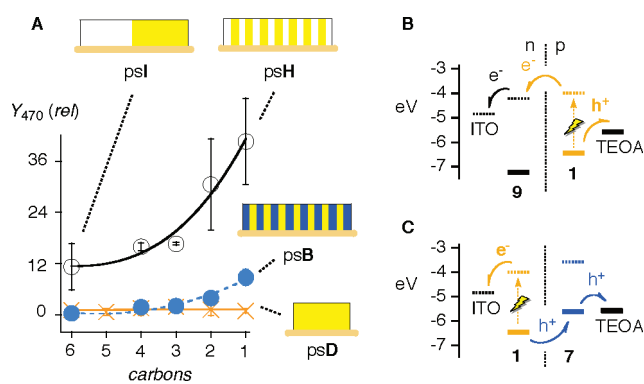 A
psI
psH
Y470 (rel)
36
24
12
0
6 5 4 3 2 1
carbons
psB
psD
B
n p
-3
-4
-5
-6
-7
eV
e-
e-
h+
ITO
TEOA
9
1
C
-3
-4
-5
-6
-7
eV
e-
h+
h+
ITO
TEOA
1
7